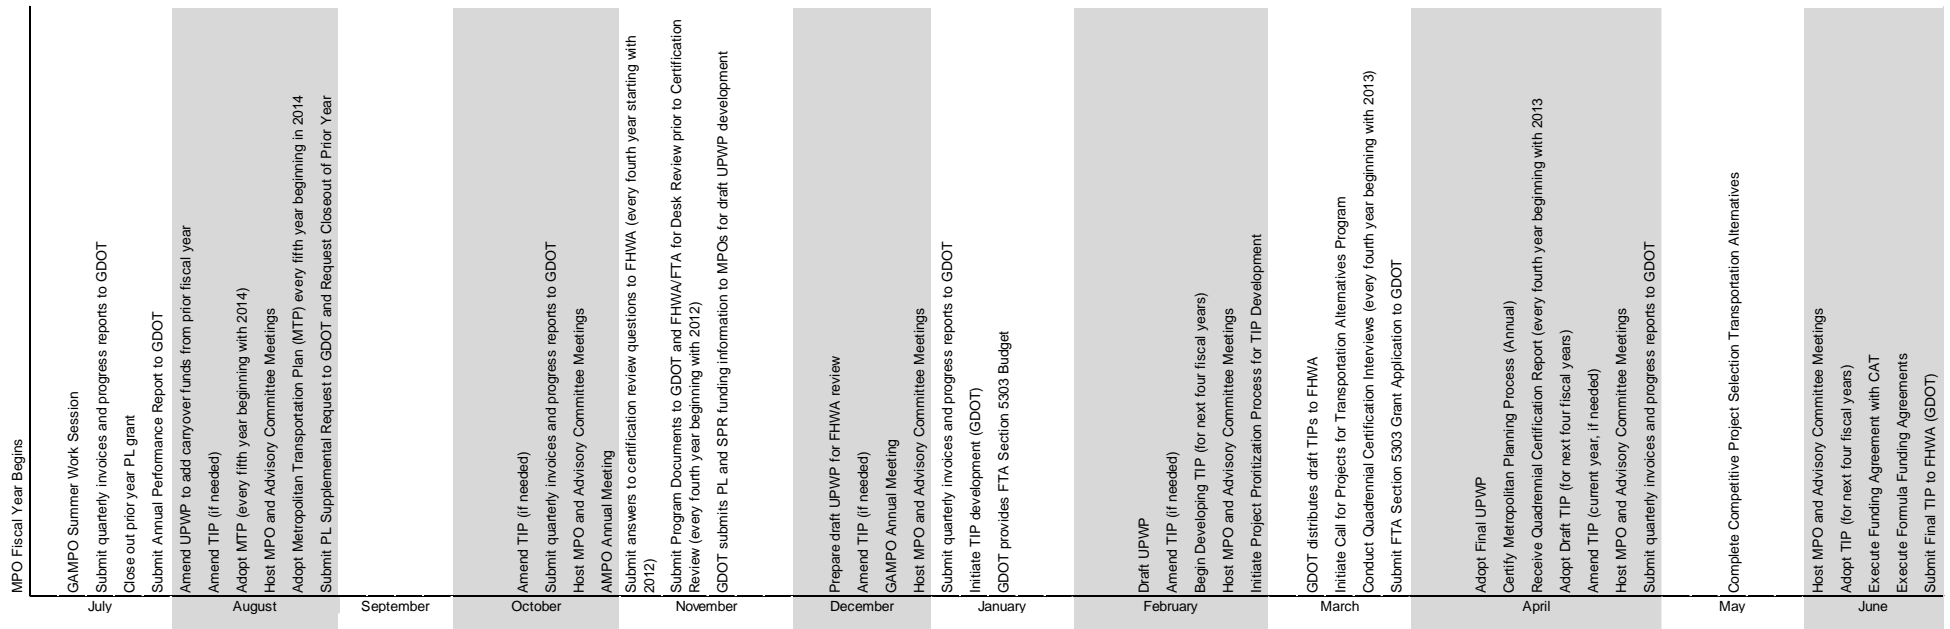 MPO Fiscal Year Begins
GAMPO Summer Work Session
Submit quarterly invoices and progress reports to GDOT
Close out prior year PL grant
Submit Annual Performance Report to GDOT
July
Amend UPWP to add carryover funds from prior fiscal year
Amend TIP (if needed)
Adopt MTP (every fifth year beginning with 2014)
Host MPO and Advisory Committee Meetings
Adopt Metropolitan Transportation Plan (MTP) every fifth year beginning in 2014
Submit PL Supplemental Request to GDOT and Request Closeout of Prior Year
August
September
Amend TIP (if needed)
Submit quarterly invoices and progress reports to GDOT
Host MPO and Advisory Committee Meetings
AMPO Annual Meeting
October
Submit answers to certification review questions to FHWA (every fourth year starting with
2012)
Submit Program Documents to GDOT and FHWA/FTA for Desk Review prior to Certification
Review (every fourth year beginning with 2012)
GDOT submits PL and SPR funding information to MPOs for draft UPWP development
November
Prepare draft UPWP for FHWA review
Amend TIP (if needed)
GAMPO Annual Meeting
Host MPO and Advisory Committee Meetings
December
Submit quarterly invoices and progress reports to GDOT
Initiate TIP development (GDOT)
GDOT provides FTA Section 5303 Budget
January
Draft UPWP
Amend TIP (if needed)
Begin Developing TIP (for next four fiscal years)
Host MPO and Advisory Committee Meetings
Initiate Project Prioritization Process for TIP Development
February
GDOT distributes draft TIPs to FHWA
Initiate Call for Projects for Transportation Alternatives Program
Conduct Quadrennial Certification Interviews (every fourth year beginning with 2013)
Submit FTA Section 5303 Grant Application to GDOT
March
Adopt Final UPWP
Certify Metropolitan Planning Process (Annual)
Receive Quadrennial Certification Report (every fourth year beginning with 2013
Adopt Draft TIP (for next four fiscal years)
Amend TIP (current year, if needed)
Host MPO and Advisory Committee Meetings
Submit quarterly invoices and progress reports to GDOT
April
Complete Competitive Project Selection Transportation Alternatives
May
Host MPO and Advisory Committee Meetings
Adopt TIP (for next four fiscal years)
Execute Funding Agreement with CAT
Execute Formula Funding Agreements
Submit Final TIP to FHWA (GDOT)
June